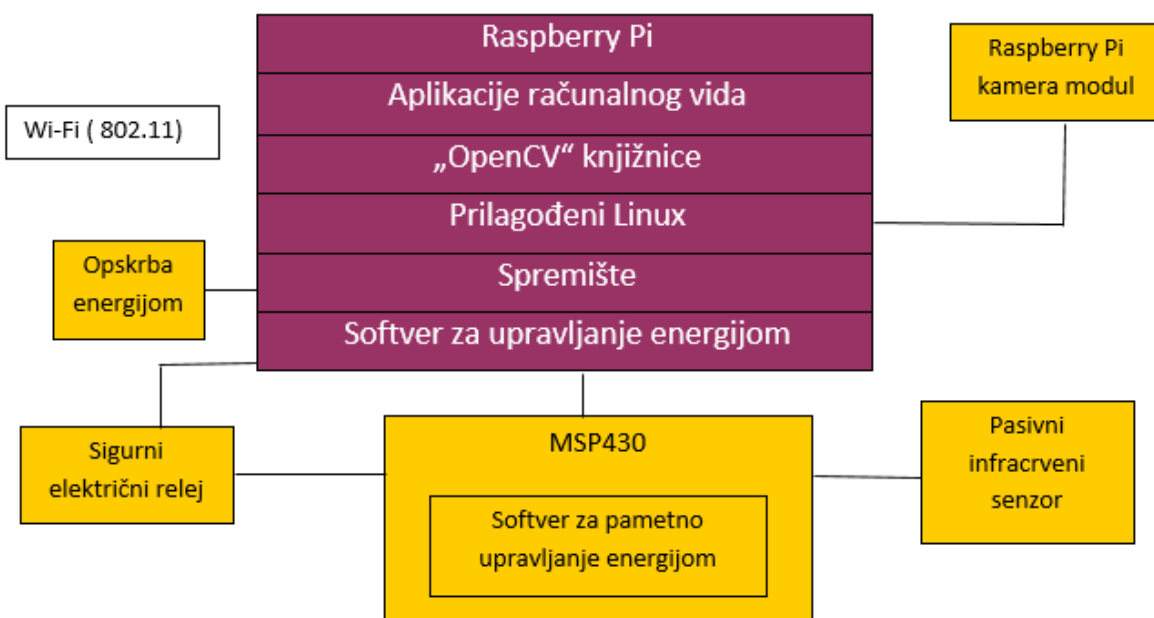 Raspberry Pi
Aplikacije računalnog vida
„OpenCV“ knjižnice
Prilagođeni Linux
Spremište
Softver za upravljanje energijom
Raspberry Pi
kamera modul
Wi-Fi ( 802.11)
Opskrba
energijom
Sigurni
električni relej
MSP430
Softver za pametno
upravljanje energijom
Pasivni
infracrveni
senzor